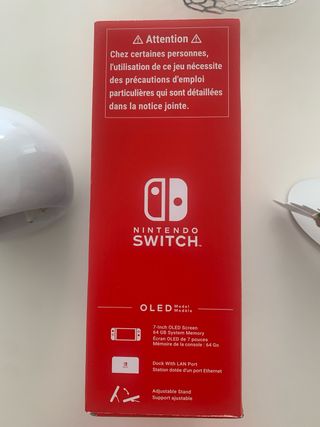 ⚠ Attention ⚠
Chez certaines personnes,
l'utilisation de ce jeu nécessite
des précautions d'emploi
particulières qui sont détaillées
dans la notice jointe.
NINTENDO
SWITCH™
OLED Model
Modèle
7-Inch OLED Screen
64 GB System Memory
Écran OLED de 7 pouces
Mémoire de la console : 64 Go
Dock With LAN Port
Station dotée d'un port Ethernet
Adjustable Stand
Support ajustable